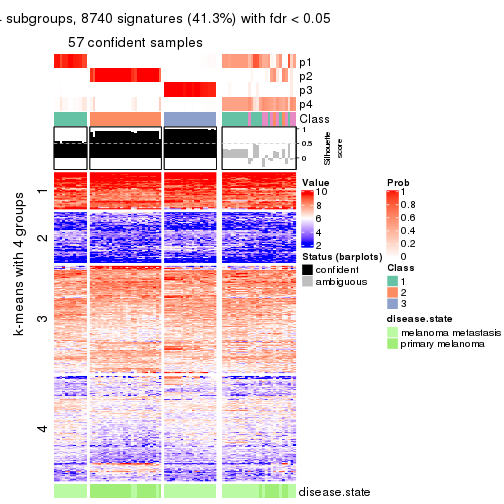 subgroups, 8740 signatures (41.3%) with fdr < 0.05
57 confident samples
p1
p2
p3
p4
Class
1
0.5
0
Silhouette
score
k-means with 4 groups
1
2
3
4
Value
10
8
6
4
2
Status (barplots)
confident
ambiguous
Prob
1
0.8
0.6
0.4
0.2
0
Class
1
2
3
disease.state
melanoma metastasis
primary melanoma
disease.state